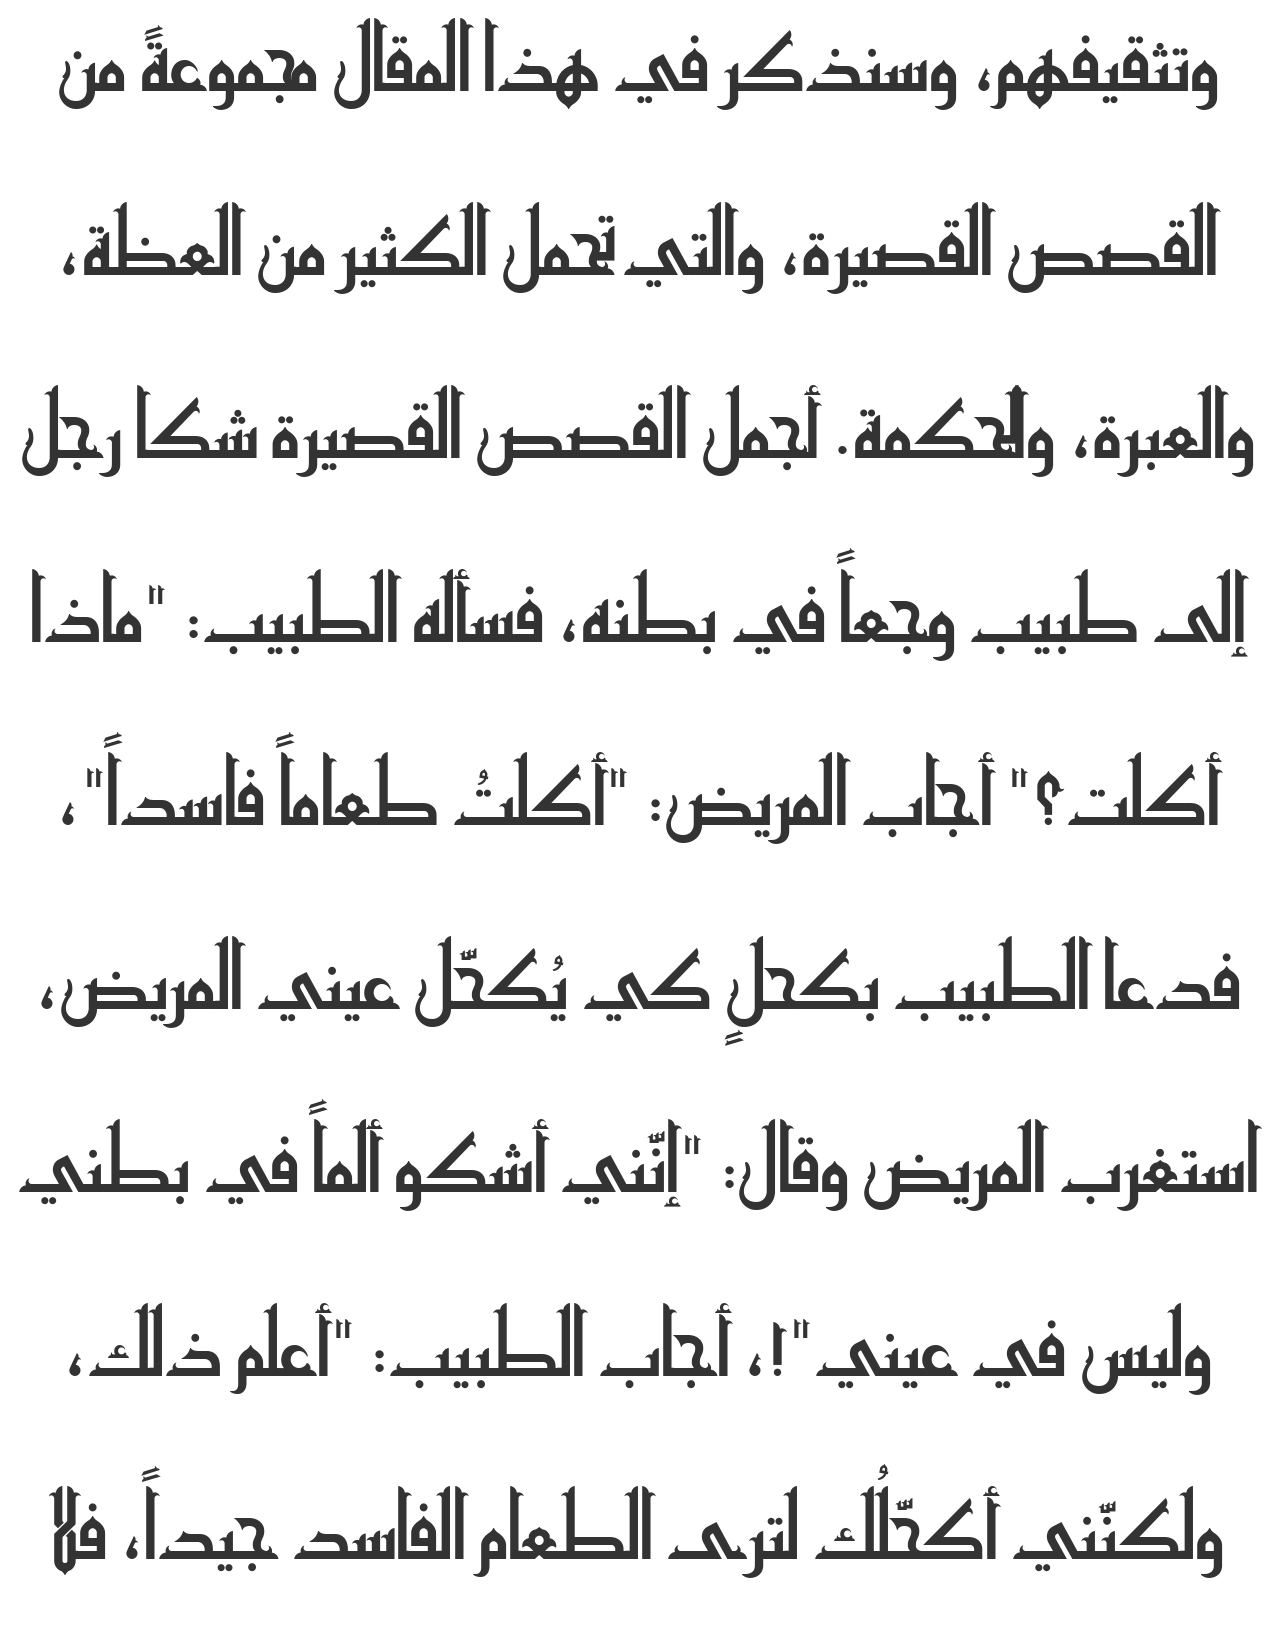 وتثقيفهم، وسنذكر في هذا المقال مجموعةً من
القصص القصيرة، والتي تحمل الكثير من العظة،
والعبرة، والحكمة. أجمل القصص القصيرة شكا رجل
إلى طبيب وجعاً في بطنه، فسأله الطبيب: "ماذا
أكلت؟" أجاب المريض: "أكلتُ طعاماً فاسداً"،
فدعا الطبيب بكحلٍ كي يُكحّل عيني المريض،
استغرب المريض وقال: "إنّني أشكو ألماً في بطني
وليس في عيني"!، أجاب الطبيب: "أعلم ذلك،
ولكنّني أكحّلُك لترى الطعام الفاسد جيداً، فلا